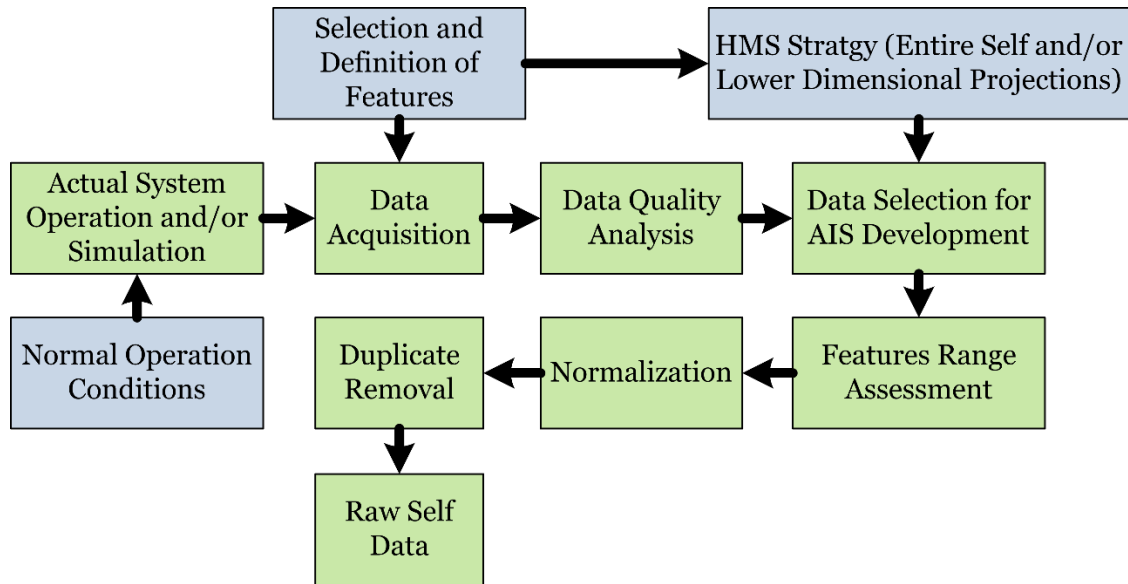 Selection and
Definition of
Features
HMS Stratgy (Entire Self and/or
Lower Dimensional Projections)
Actual System
Operation and/or
Simulation
Data
Acquisition
Data Quality
Analysis
Data Selection for
AIS Development
Normal Operation
Conditions
Duplicate
Removal
Normalization
Features Range
Assessment
Raw Self
Data